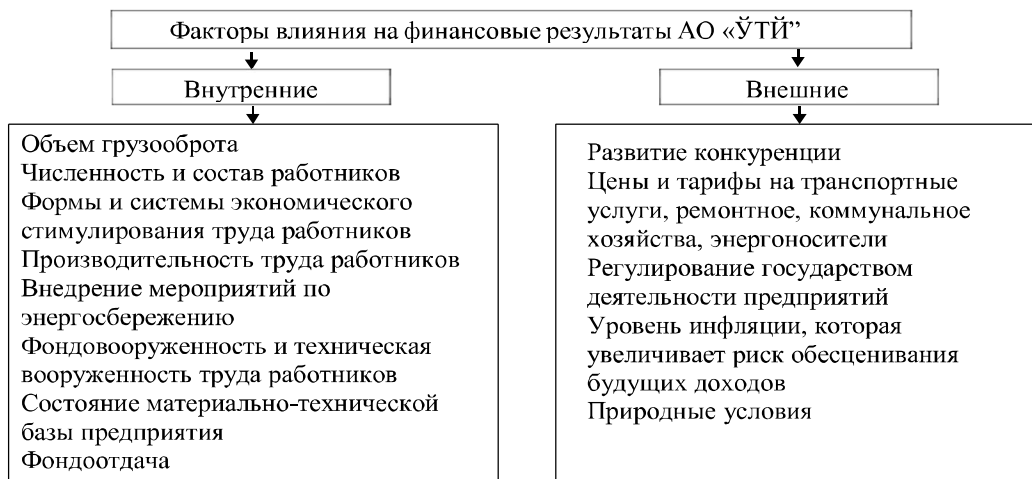 Факторы влияния на финансовые результаты АО «ЎТЙ”
Внутренние
Внешние
Объем грузооброта
Численность и состав работников
Формы и системы экономического
стимулирования труда работников
Производительность труда работников
Внедрение мероприятий по
энергосбережению
Фондовооруженность и техническая
вооруженность труда работников
Состояние материально-технической
базы предприятия
Фондоотдача
Развитие конкуренции
Цены и тарифы на транспортные
услуги, ремонтное, коммунальное
хозяйства, энергоносители
Регулирование государством
деятельности предприятий
Уровень инфляции, которая
увеличивает риск обесценивания
будущих доходов
Природные условия